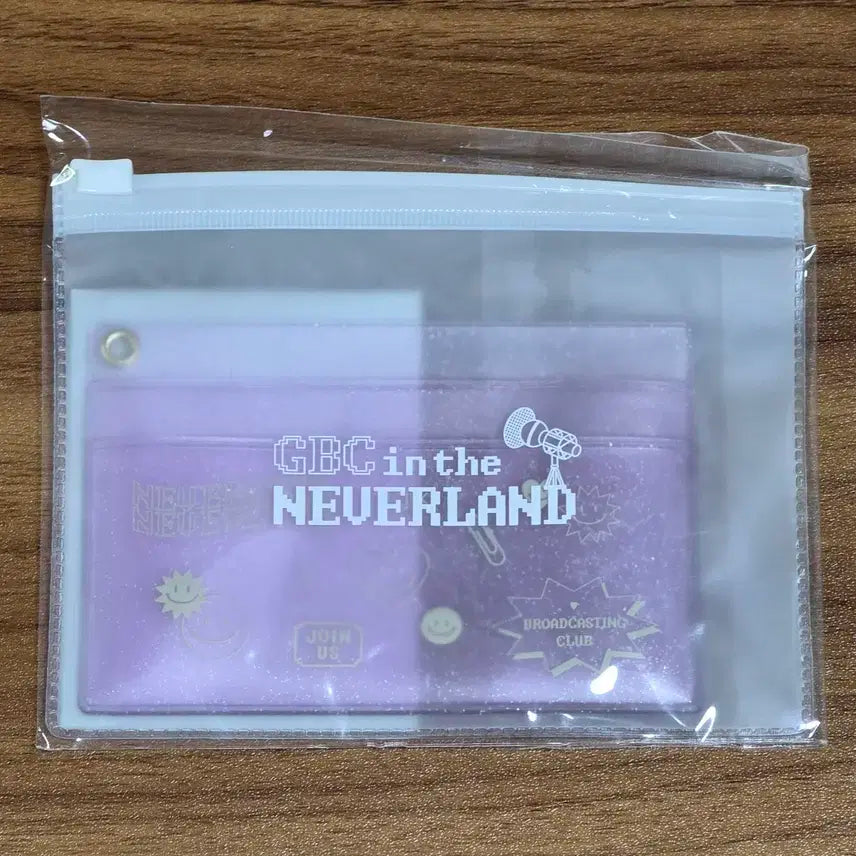 GBC in the
NEVERLAND
JOIN
US
BROADCASTING
CLUB